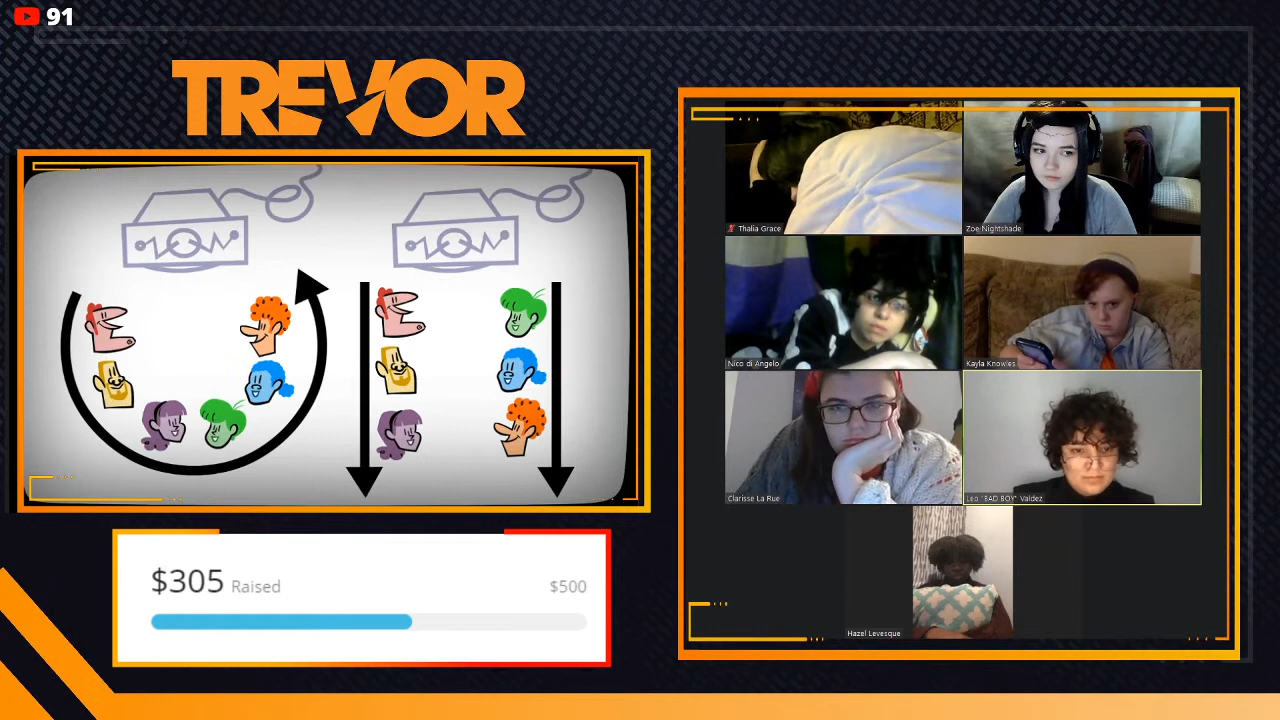 91
TREVOR
$305 Raised
$500
Thalia Grace
Zoe Nightshade
Nico di Angelo
Kayla Knowles
Clarisse La Rue
Leo "BAD BOY" Valdez
Hazel Levesque